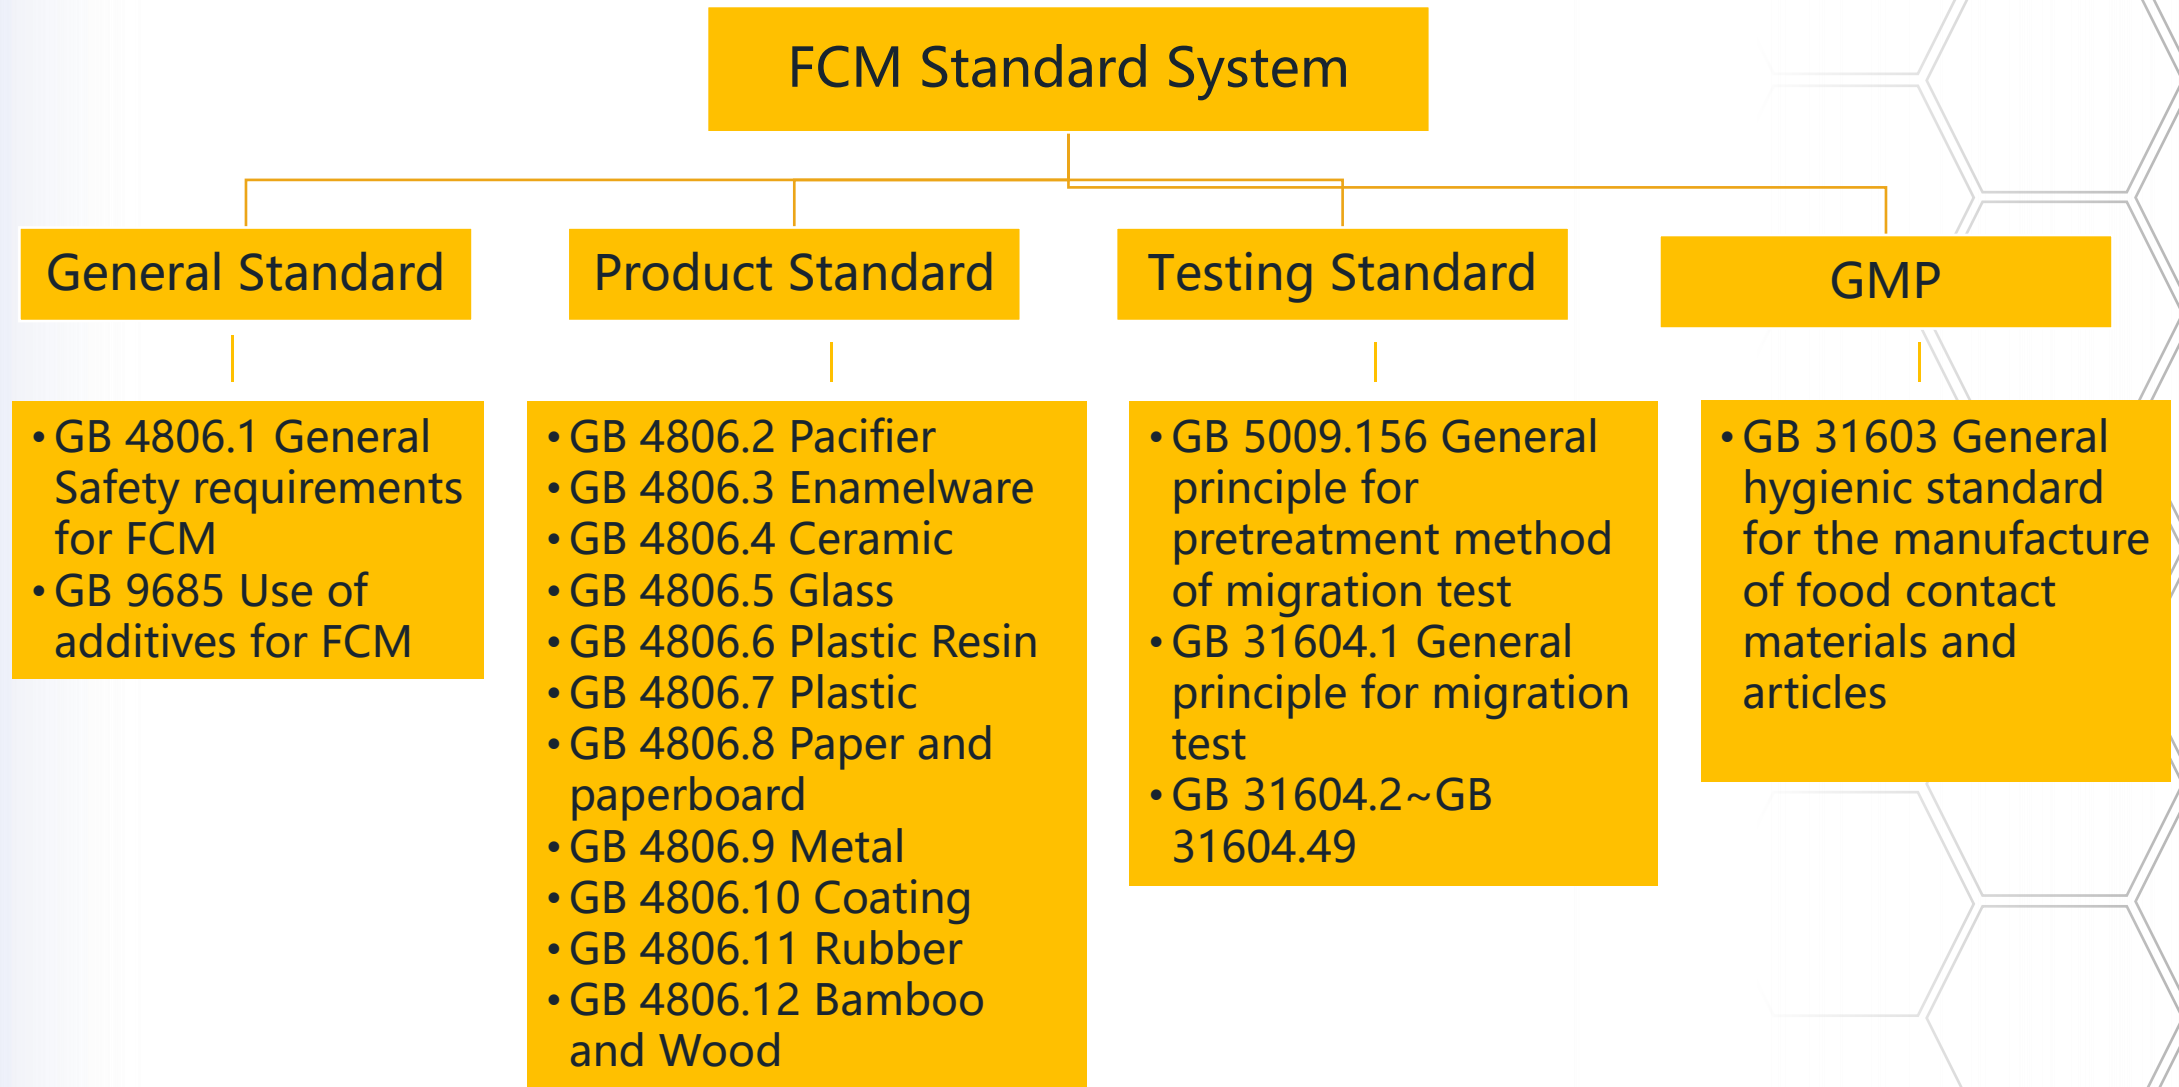 FCM Standard System
General Standard
Product Standard
Testing Standard
GMP
• GB 4806.1 General
Safety requirements
for FCM
• GB 9685 Use of
additives for FCM
• GB 4806.2 Pacifier
• GB 4806.3 Enamelware
• GB 4806.4 Ceramic
• GB 4806.5 Glass
• GB 4806.6 Plastic Resin
• GB 4806.7 Plastic
• GB 4806.8 Paper and
paperboard
• GB 4806.9 Metal
• GB 4806.10 Coating
• GB 4806.11 Rubber
• GB 4806.12 Bamboo
and Wood
• GB 5009.156 General
principle for
pretreatment method
of migration test
• GB 31604.1 General
principle for migration
test
• GB 31604.2~GB
31604.49
• GB 31603 General
hygienic standard
for the manufacture
of food contact
materials and
articles